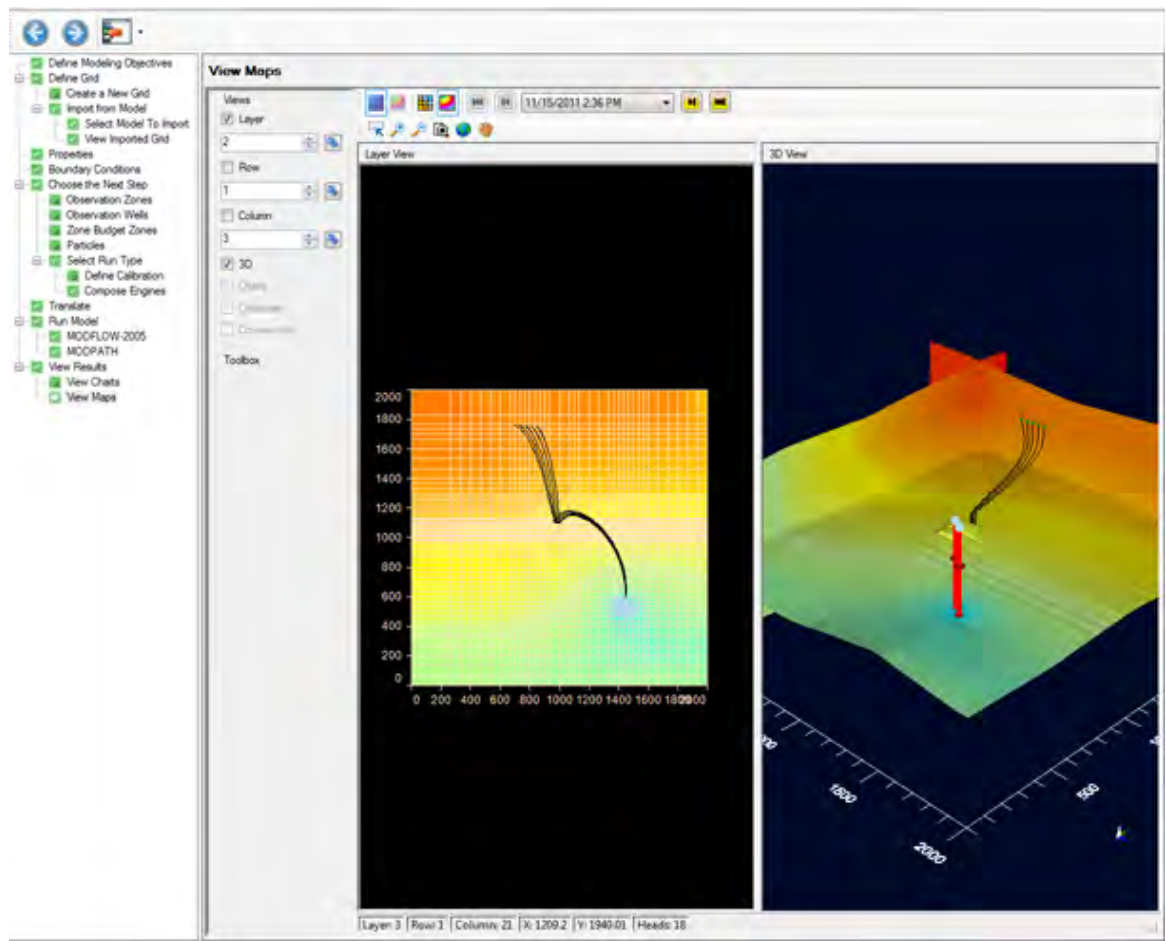 Define Modeling Objectives
Define Grid
Create a New Grid
Import from Model
Select Model To Import
View Imported Grid
Properties
Boundary Conditions
Choose the Next Step
Observation Zones
Observation Wells
Zone Budget Zones
Particles
Select Run Type
Define Calibration
Compose Engines
Translate
Run Model
MODFLOW-2005
MODPATH
View Results
View Charts
View Maps
View Maps
Views
Layer
2
Row
1
Column
3
3D
Toolbox
11/15/2011 2:36 PM
Layer View
2000
1800
1600
1400
1200
1000
800
600
400
200
0
0 200 400 600 800 1000 1200 1400 1600 1800 2000
3D View
1500
2000
500
Layer: 3 Row: 1 Column: 21 X: 1209.2 Y: 1940.01 Heads: 18